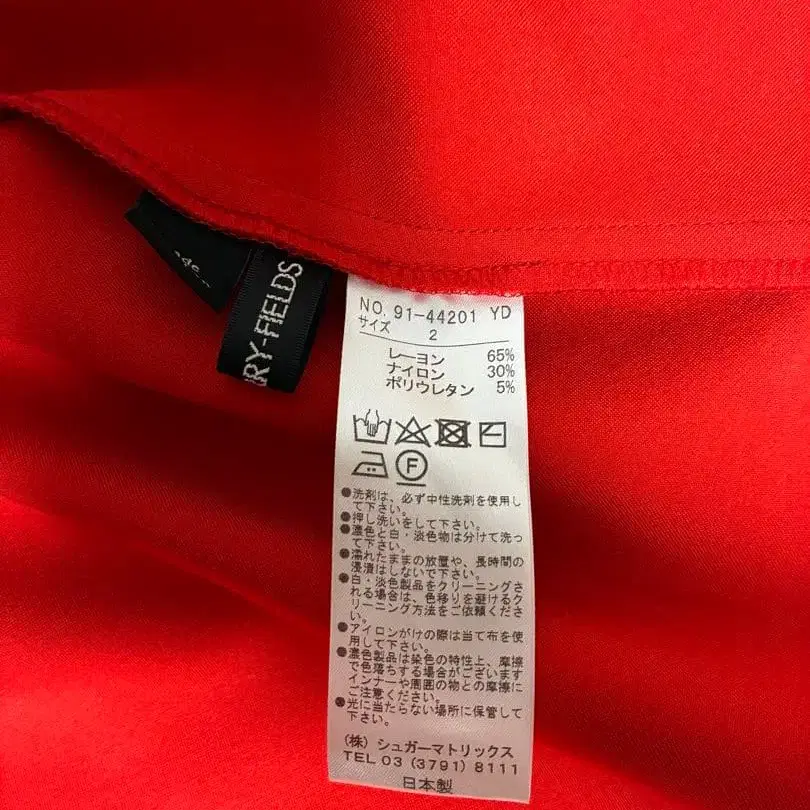 RRY-FIELDS
NO. 91-44201 YD
サイズ 2
レーヨン 65%
ナイロン 30%
ポリウレタン 5%
F
●洗剤は、必ず中性洗剤を使用し
て下さい。
●押し洗いをして下さい。
●濃色と白・淡色物は分けて洗っ
て下さい。
●濡れたままの放置や、長時間の
浸漬はしないで下さい。
●白・淡色製品をクリーニングさ
れる場合は、色移りを避けるク
リーニング方法をご依頼くださ
い。
●アイロンがけの際は当て布を使
用して下さい。
●濃色製品は染色の特性上、摩擦
で色落ちする場合がございます
インナーや周囲の物との摩擦に
ご注意ください。
●光に当たらない場所に保管して
下さい。
(株) シュガーマトリックス
TEL 03 (3791) 8111
日本製